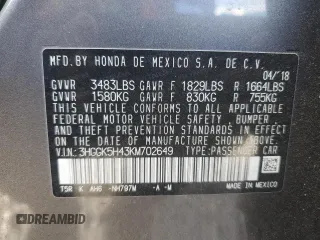 MFD.BY HONDA DE MEXICO S.A. DE C.V.
04/'18
GVWR 3483LBS GAWR F 1829LBS R 1664LBS
GVWR 1580KG GAWR F 830KG R 755KG
THIS VEHICLE CONFORMS TO ALL APPLICABLE
FEDERAL MOTOR VEHICLE SAFETY, BUMPER
AND THEFT PREVENTION STANDARDS IN EFFECT
ON THE DATE OF MANUFACTURE SHOWN ABOVE.
V.I.N: 3HGGK5H43KM702649 TYPE: PASSENGER CAR
T5R K AH6 NH797M -A -M
MADE IN MEXICO
© DREAMBID